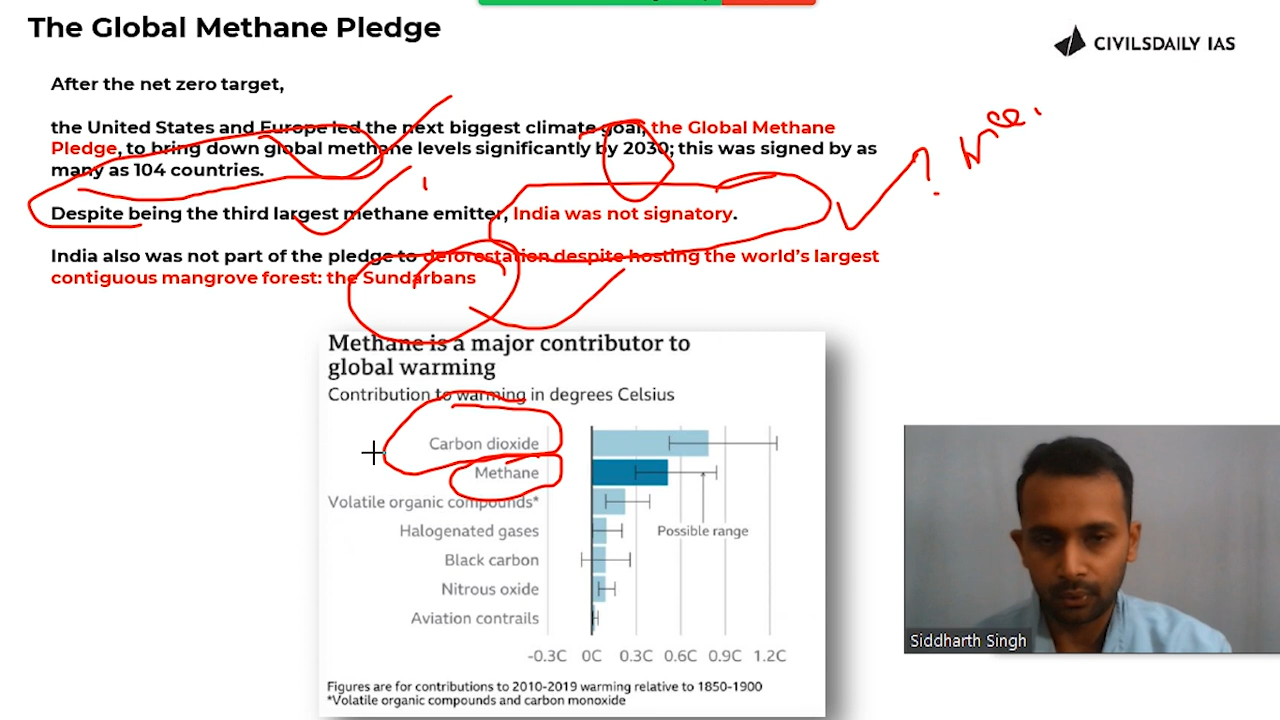 The Global Methane Pledge
CIVILSDAILY IAS
After the net zero target,
the United States and Europe led the next biggest climate goal, the Global Methane
Pledge, to bring down global methane levels significantly by 2030; this was signed by as
many as 104 countries.
Despite being the third largest methane emitter, India was not signatory.
India also was not part of the pledge to deforestation despite hosting the world's largest
contiguous mangrove forest: the Sundarbans
Methane is a major contributor to
global warming
Contribution to warming in degrees Celsius
Carbon dioxide
Methane
Volatile organic compounds*
Halogenated gases
Black carbon
Nitrous oxide
Aviation contrails
Possible range
-0.3C 0C 0.3C 0.6C 0.9C 1.2C
Figures are for contributions to 2010-2019 warming relative to 1850-1900
*Volatile organic compounds and carbon monoxide
Siddharth Singh